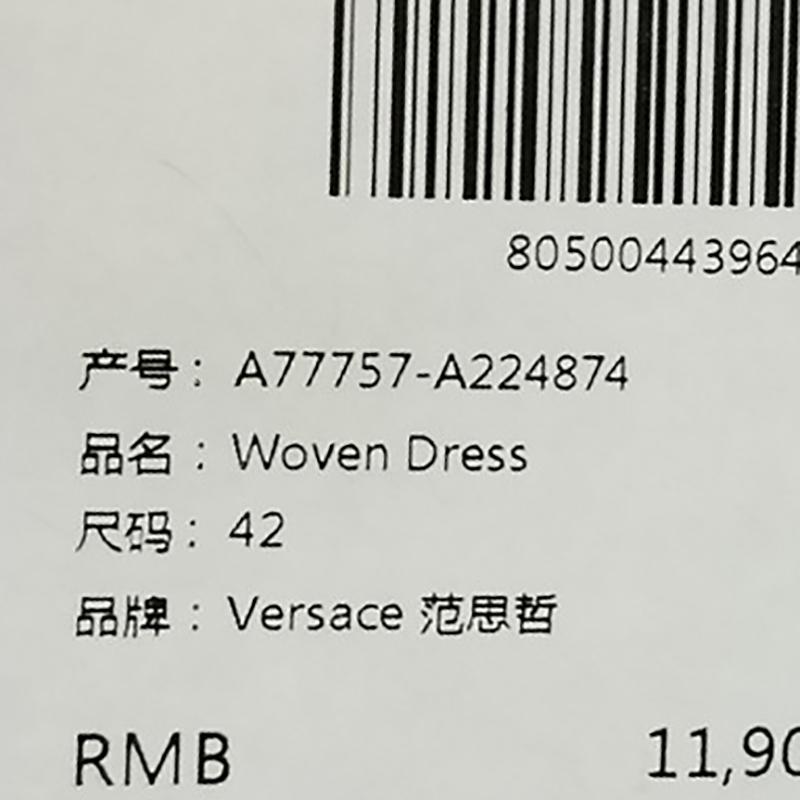 80500443964
产号： A77757-A224874
品名：Woven Dress
尺码： 42
品牌：Versace 范思哲
RMB 11,90